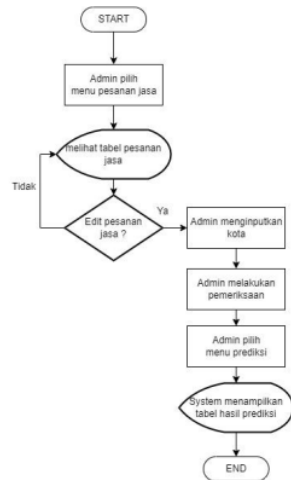 START
Admin pilih
menu pesanan jasa
melihat tabel pesanan
jasa
Tidak
Edit pesanan
jasa ?
Ya
Admin menginputkan
kota
Admin melakukan
pemeriksaan
Admin pilih
menu prediksi
System menampilkan
tabel hasil prediksi
END